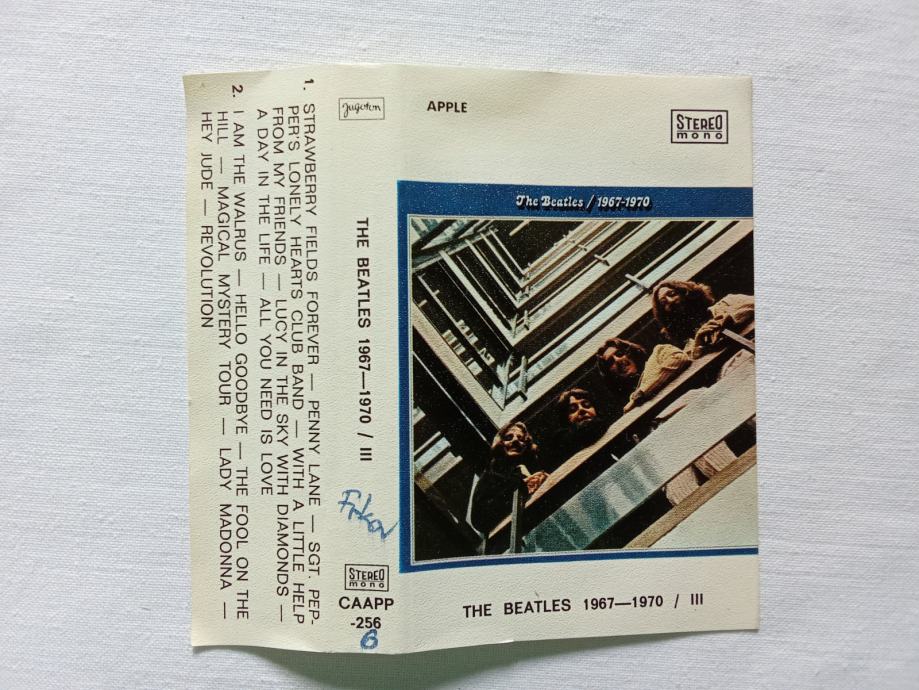 APPLE
STEREO
mono
The Beatles / 1967-1970
THE BEATLES 1967—1970 / III
Jugoton
THE BEATLES 1967—1970 / III
STEREO
mono
CAAPP
-256
6
1. STRAWBERRY FIELDS FOREVER — PENNY LANE — SGT. PEP-
PER'S LONELY HEARTS CLUB BAND — WITH A LITTLE HELP
FROM MY FRIENDS — LUCY IN THE SKY WITH DIAMONDS —
A DAY IN THE LIFE — ALL YOU NEED IS LOVE
2. I AM THE WALRUS — HELLO GOODBYE — THE FOOL ON THE
HILL — MAGICAL MYSTERY TOUR — LADY MADONNA —
HEY JUDE — REVOLUTION